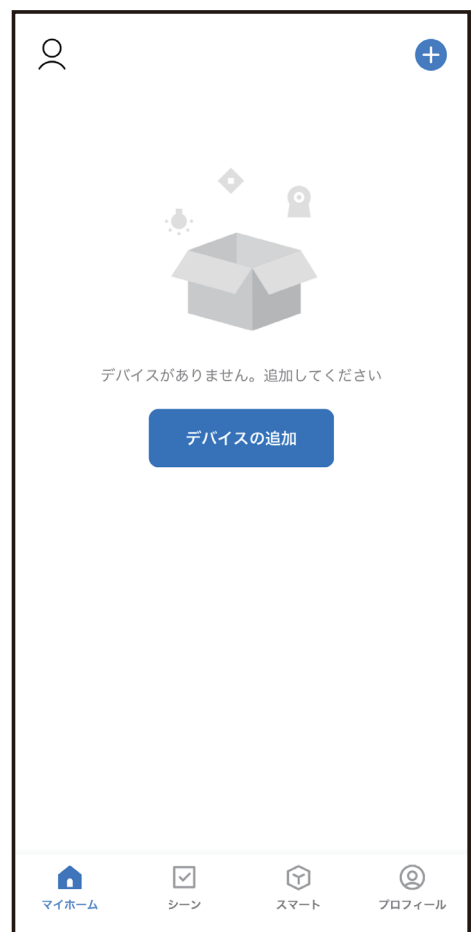 デバイスがありません。追加してください
デバイスの追加
マイホーム
シーン
スマート
プロフィール